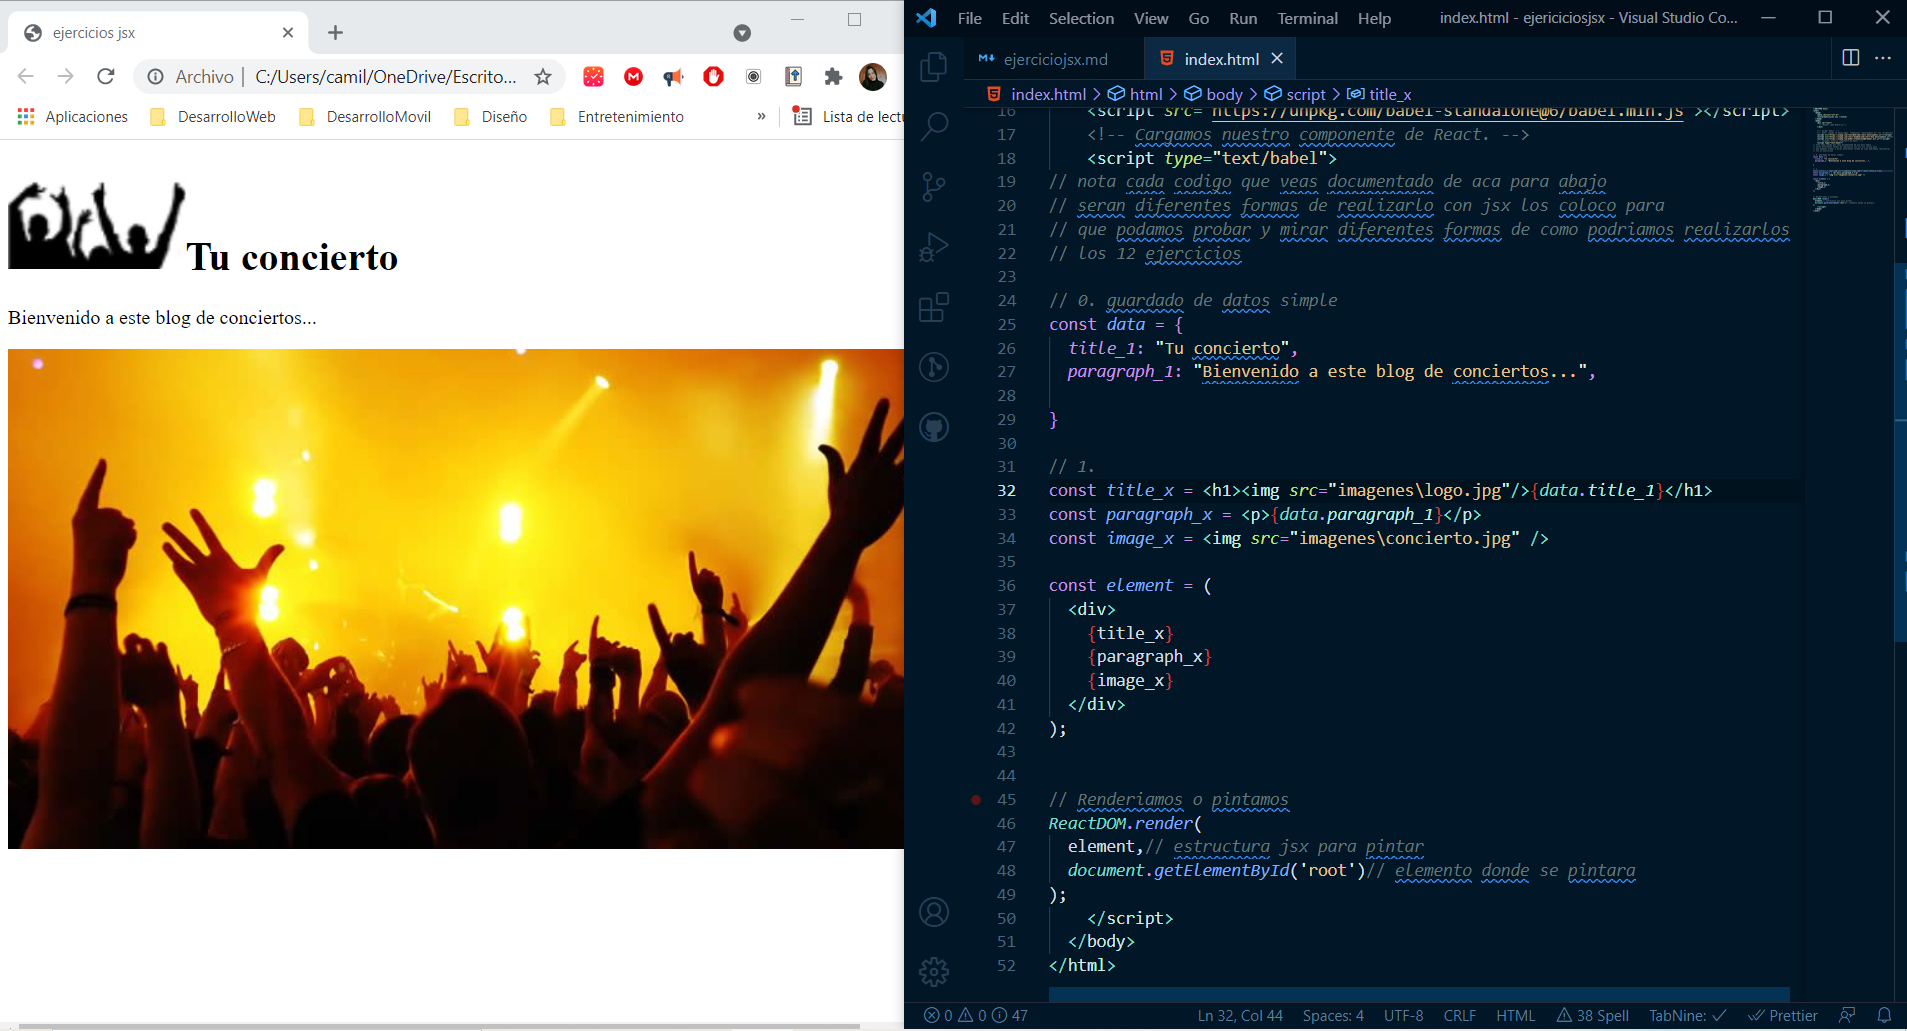 ejercicios jsx
Archivo | C:/Users/camil/OneDrive/Escrito...
Aplicaciones DesarrolloWeb DesarrolloMovil Diseño Entretenimiento » Lista de lectu
Tu concierto
Bienvenido a este blog de conciertos...
File Edit Selection View Go Run Terminal Help index.html - ejericiciosjsx - Visual Studio Co...
ejerciciojsx.md index.html
index.html > html > body > script > title_x
16 <script src="https://unpkg.com/babel-standalone@6/babel.min.js"></script>
17 <!-- Cargamos nuestro componente de React. -->
18 <script type="text/babel">
19 // nota cada codigo que veas documentado de aca para abajo
20 // seran diferentes formas de realizarlo con jsx los coloco para
21 // que podamos probar y mirar diferentes formas de como podriamos realizarlos
22 // los 12 ejercicios
23
24 // 0. guardado de datos simple
25 const data = {
26 title_1: "Tu concierto",
27 paragraph_1: "Bienvenido a este blog de conciertos...",
28
29 }
30
31 // 1.
32 const title_x = <h1><img src="imagenes\logo.jpg"/>{data.title_1}</h1>
33 const paragraph_x = <p>{data.paragraph_1}</p>
34 const image_x = <img src="imagenes\concierto.jpg" />
35
36 const element = (
37 <div>
38 {title_x}
39 {paragraph_x}
40 {image_x}
41 </div>
42 );
43
44
45 // Renderiamos o pintamos
46 ReactDOM.render(
47 element,// estructura jsx para pintar
48 document.getElementById('root')// elemento donde se pintara
49 );
50 </script>
51 </body>
52 </html>
0 0 47 Ln 32, Col 44 Spaces: 4 UTF-8 CRLF HTML 38 Spell TabNine: ✓ Prettier